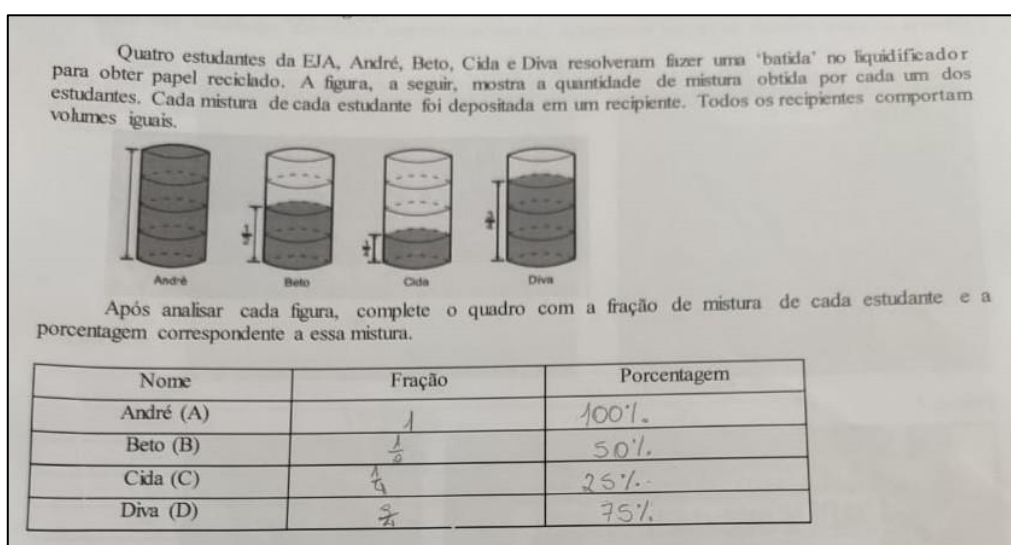 Quatro estudantes da EJA, André, Beto, Cida e Diva resolveram fazer uma 'batida' no liquidificador
para obter papel reciclado. A figura, a seguir, mostra a quantidade de mistura obtida por cada um dos
estudantes. Cada mistura de cada estudante foi depositada em um recipiente. Todos os recipientes comportam
volumes iguais.
André Beto Cida Diva
Após analisar cada figura, complete o quadro com a fração de mistura de cada estudante e a
porcentagem correspondente a essa mistura.
Nome Fração Porcentagem
André (A) 1 100%
Beto (B) 50%
Cida (C) 1/4 25%
Diva (D) 75%